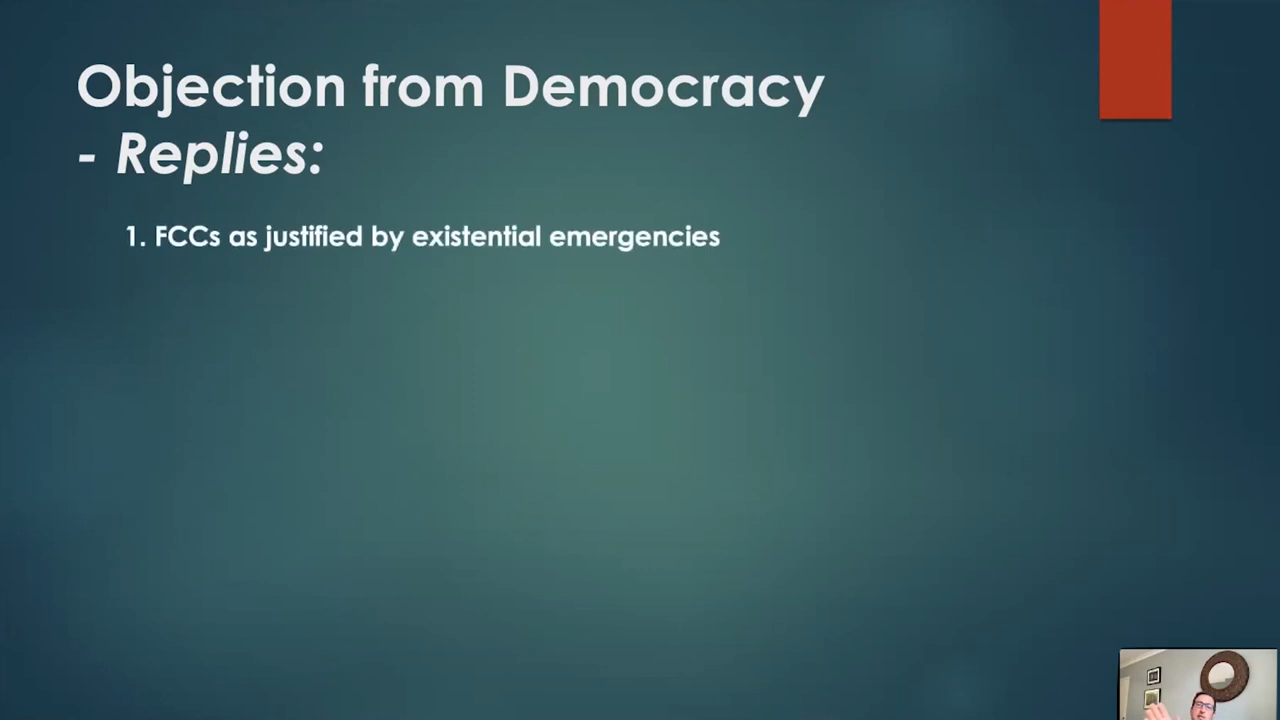 Objection from Democracy
- Replies:
1. FCCs as justified by existential emergencies